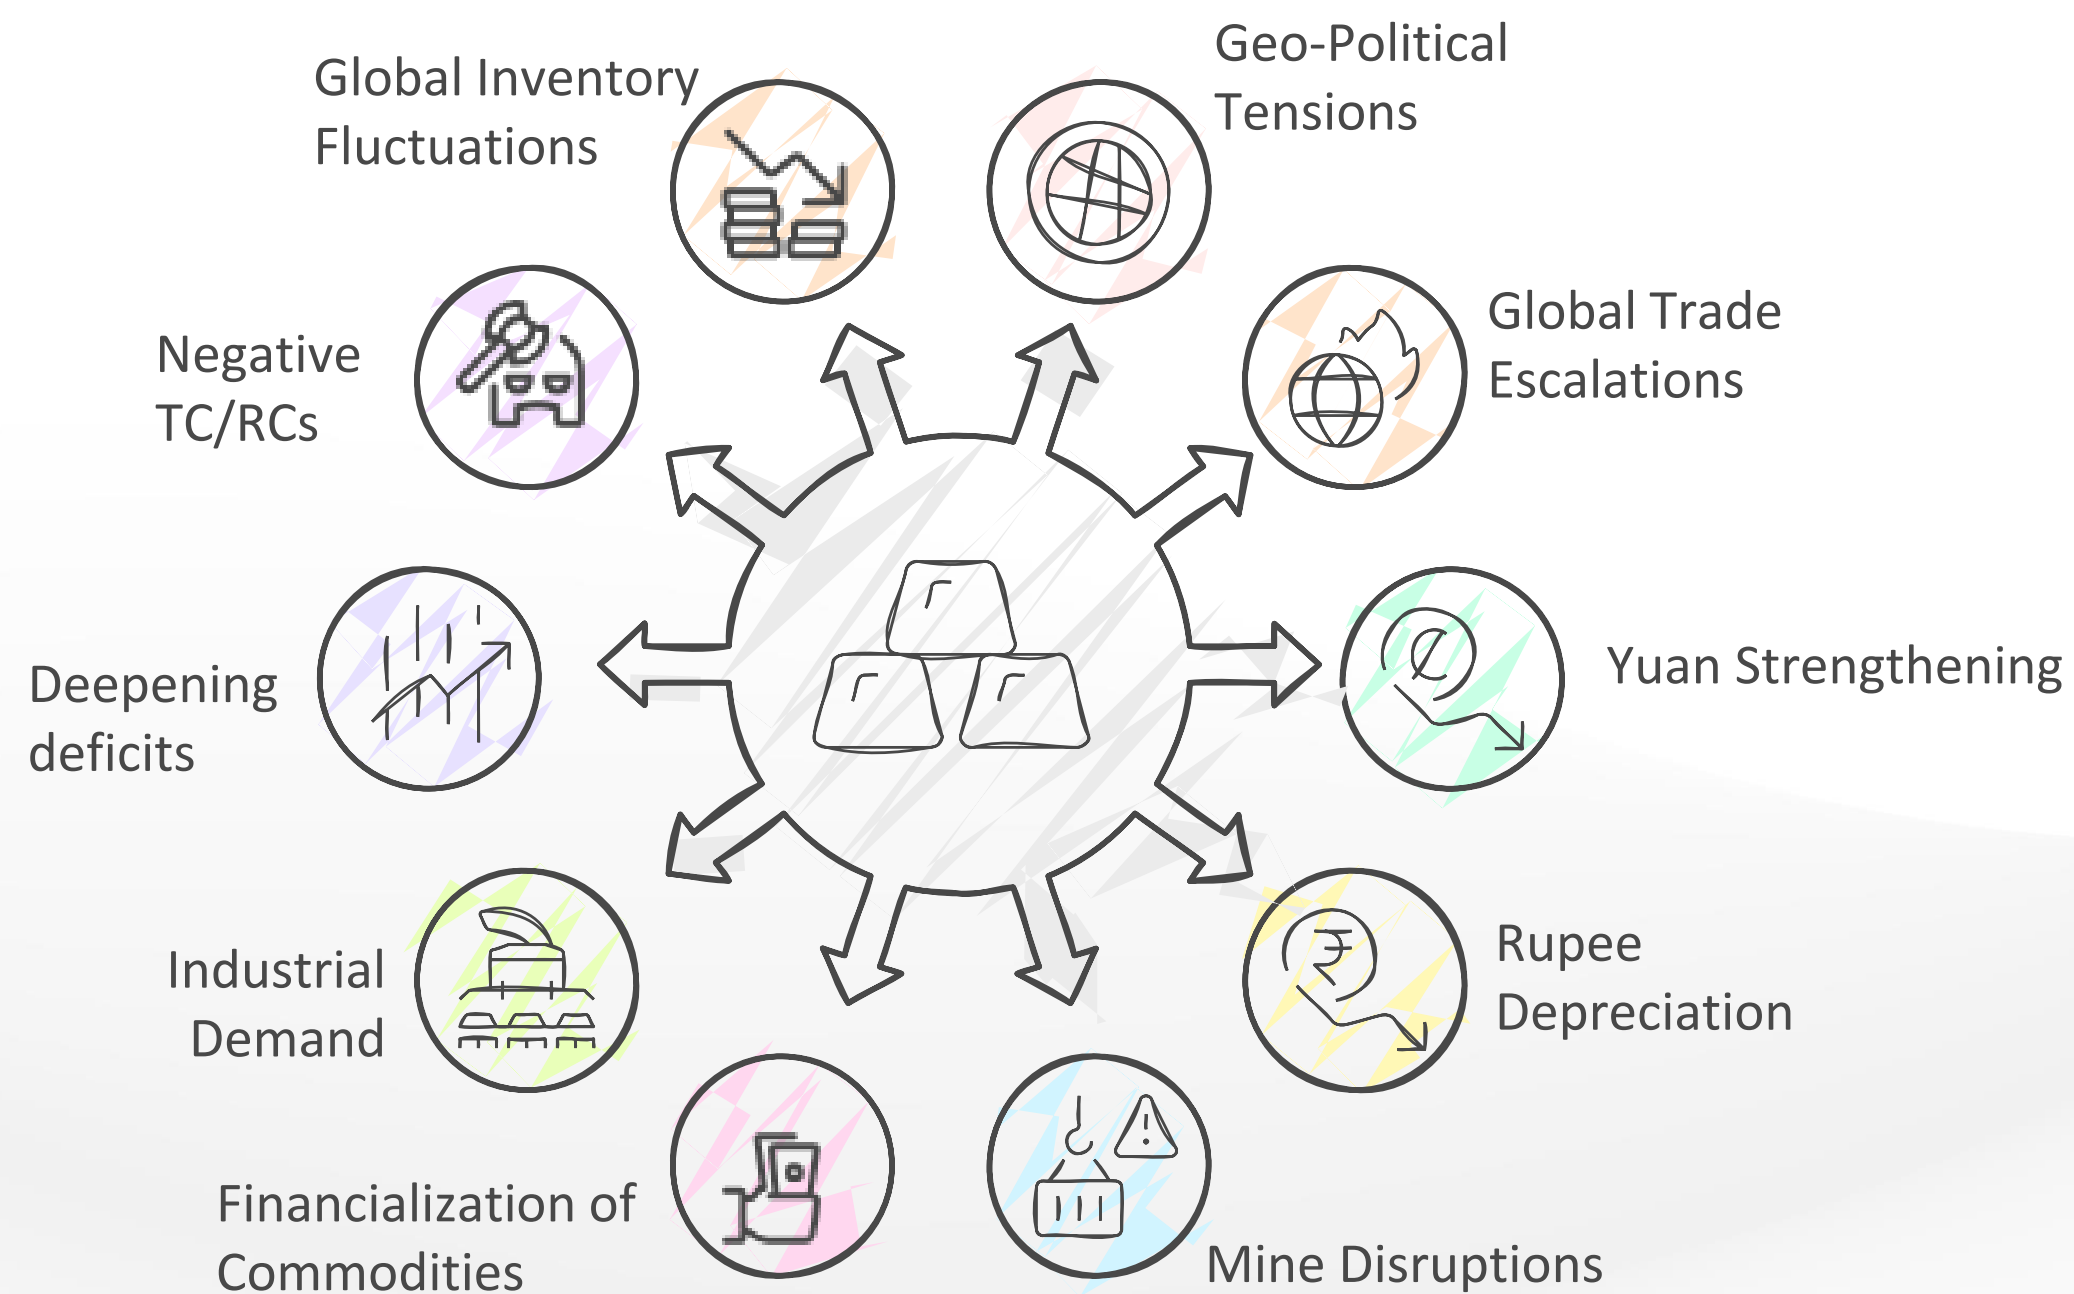 Geo-Political
Tensions
Global Inventory
Fluctuations
Global Trade
Escalations
Negative
TC/RCs
Yuan Strengthening
Deepening
deficits
Rupee
Depreciation
Industrial
Demand
Financialization of
Commodities
Mine Disruptions